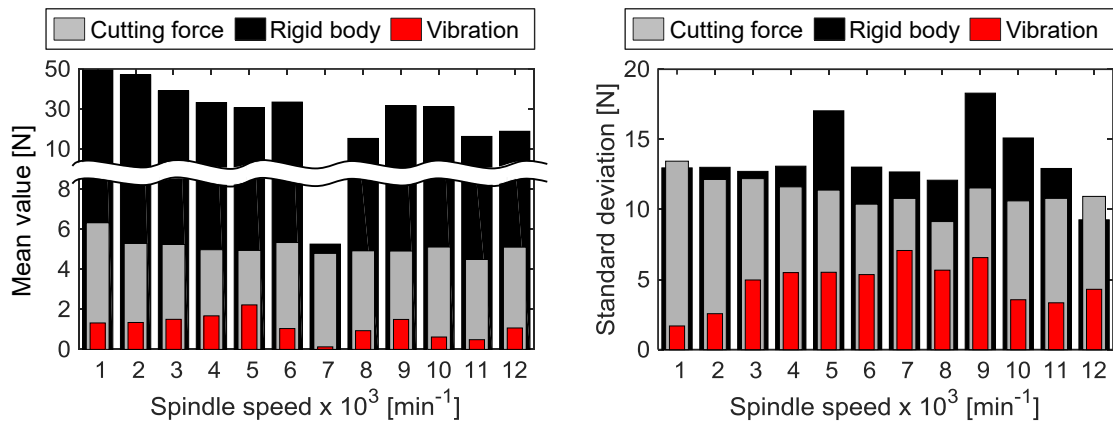 Cutting force Rigid body Vibration
Mean value [N]
50
30
10
8
6
4
2
0
1 2 3 4 5 6 7 8 9 10 11 12
Spindle speed x 10³ [min⁻¹]
Cutting force Rigid body Vibration
Standard deviation [N]
20
15
10
5
0
1 2 3 4 5 6 7 8 9 10 11 12
Spindle speed x 10³ [min⁻¹]